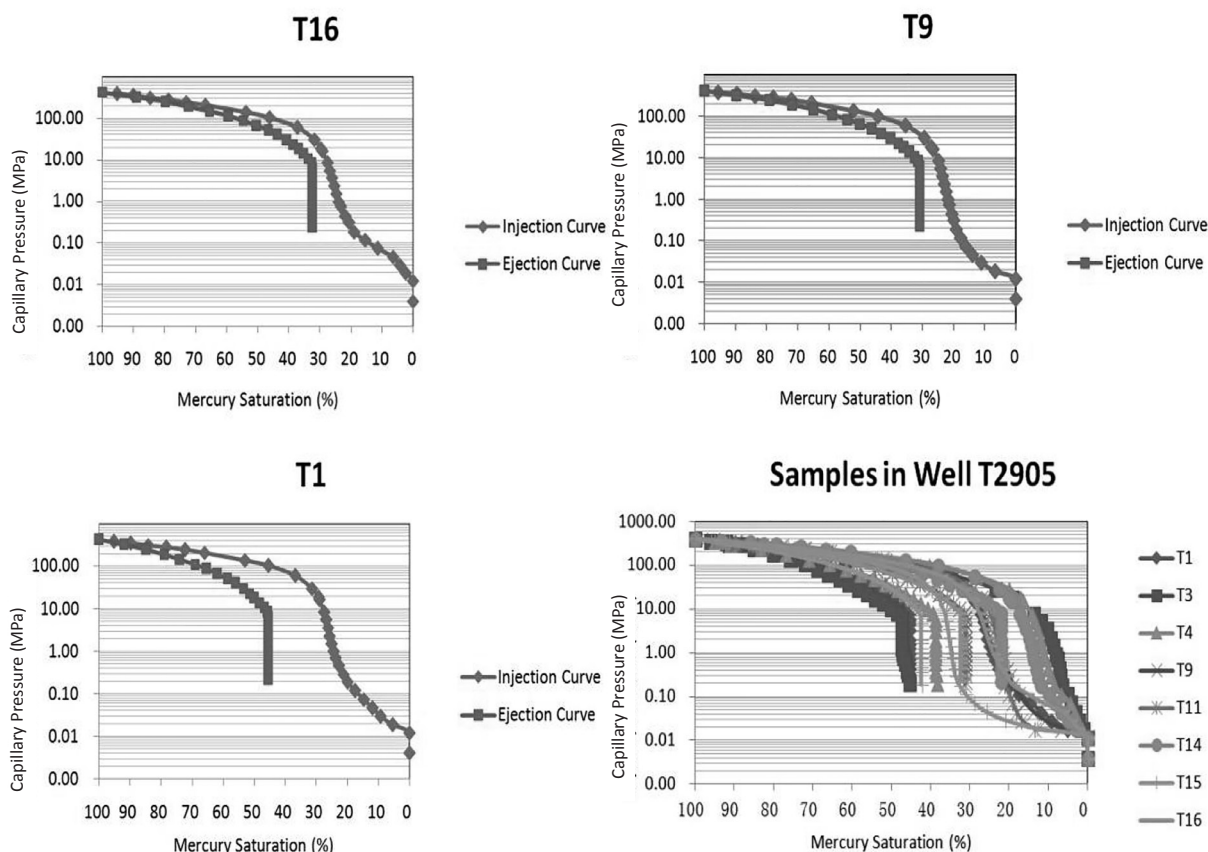 T16
Capillary Pressure (MPa)
100.00
10.00
1.00
0.10
0.01
0.00
100 90 80 70 60 50 40 30 20 10 0
Mercury Saturation (%)
Injection Curve
Ejection Curve
T9
Capillary Pressure (MPa)
100.00
10.00
1.00
0.10
0.01
0.00
100 90 80 70 60 50 40 30 20 10 0
Mercury Saturation (%)
Injection Curve
Ejection Curve
T1
Capillary Pressure (MPa)
100.00
10.00
1.00
0.10
0.01
0.00
100 90 80 70 60 50 40 30 20 10 0
Mercury Saturation (%)
Injection Curve
Ejection Curve
Samples in Well T2905
Capillary Pressure (MPa)
1000.00
100.00
10.00
1.00
0.10
0.01
0.00
100 90 80 70 60 50 40 30 20 10 0
Mercury Saturation (%)
T1
T3
T4
T9
T11
T14
T15
T16